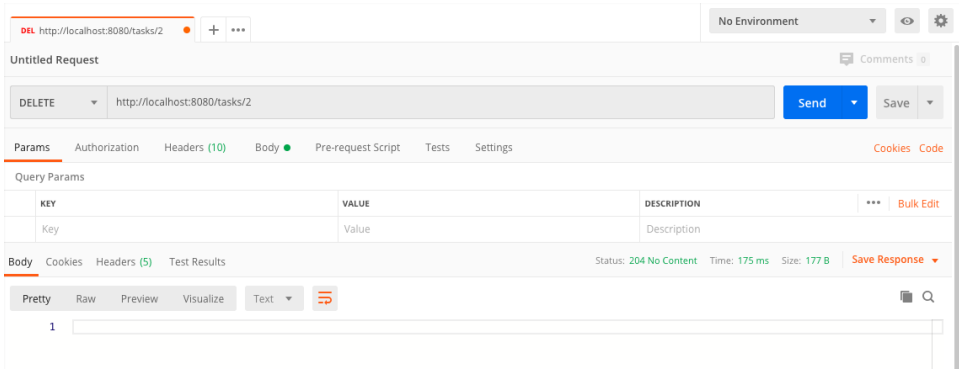 DEL http://localhost:8080/tasks/2
No Environment
Untitled Request
Comments 0
DELETE http://localhost:8080/tasks/2 Send Save
Params Authorization Headers (10) Body Pre-request Script Tests Settings Cookies Code
Query Params
KEY VALUE DESCRIPTION Bulk Edit
Key Value Description
Body Cookies Headers (5) Test Results Status: 204 No Content Time: 175 ms Size: 177 B Save Response
Pretty Raw Preview Visualize Text
1